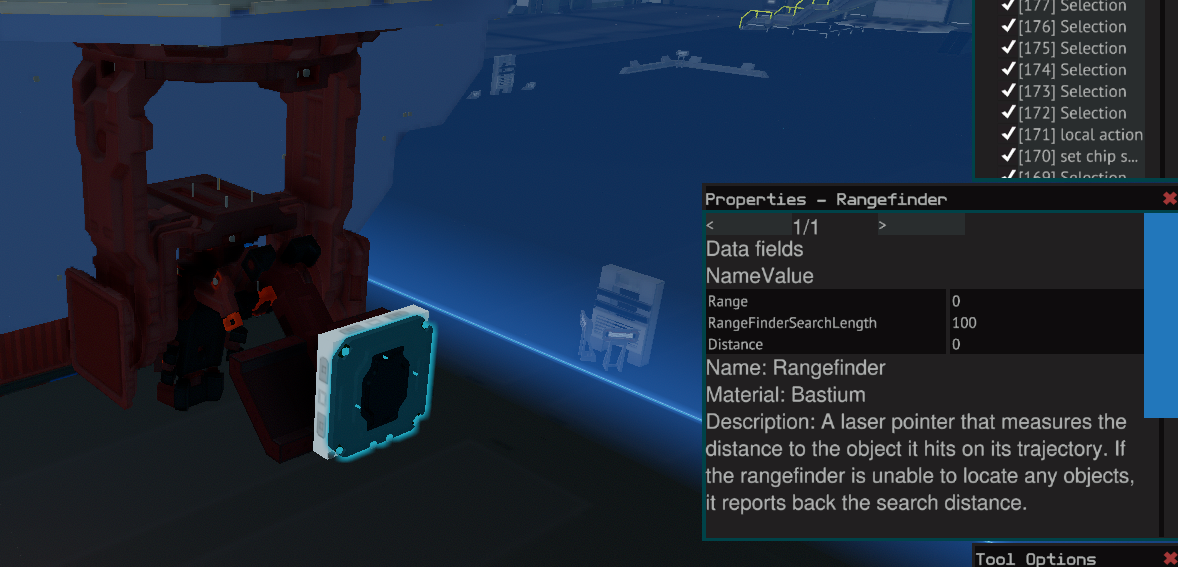 ✔[177] Selection
✔[176] Selection
✔[175] Selection
✔[174] Selection
✔[173] Selection
✔[172] Selection
✔[171] local action
✔[170] set chip s...
✔[169] Selection
Properties - Rangefinder
< 1/1 >
Data fields
NameValue
Range 0
RangeFinderSearchLength 100
Distance 0
Name: Rangefinder
Material: Bastium
Description: A laser pointer that measures the
distance to the object it hits on its trajectory. If
the rangefinder is unable to locate any objects,
it reports back the search distance.
Tool Options